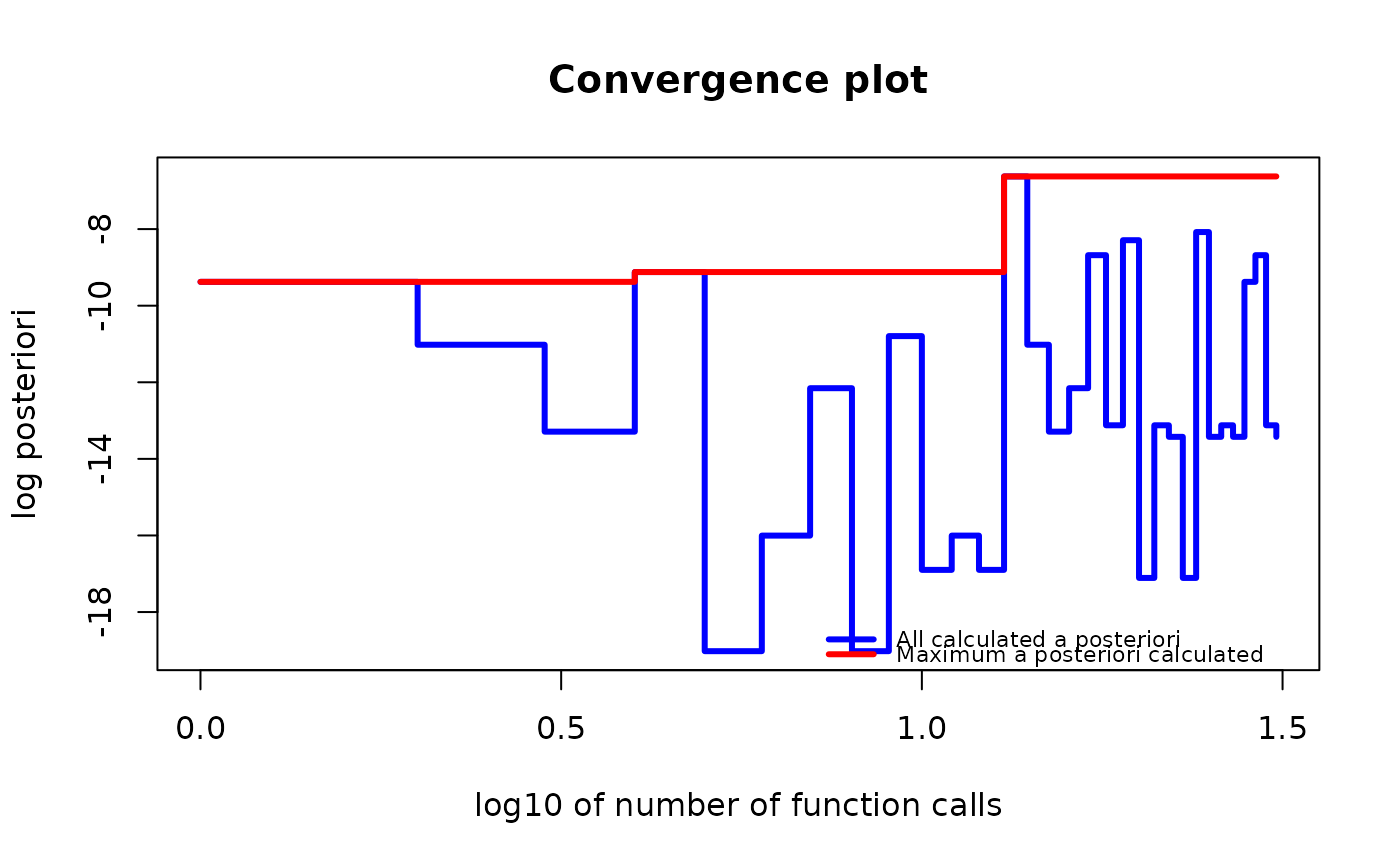 Convergence plot
log posteriori
-8
-10
-14
-18
All calculated a posteriori
Maximum a posteriori calculated
0.0 0.5 1.0 1.5
log10 of number of function calls